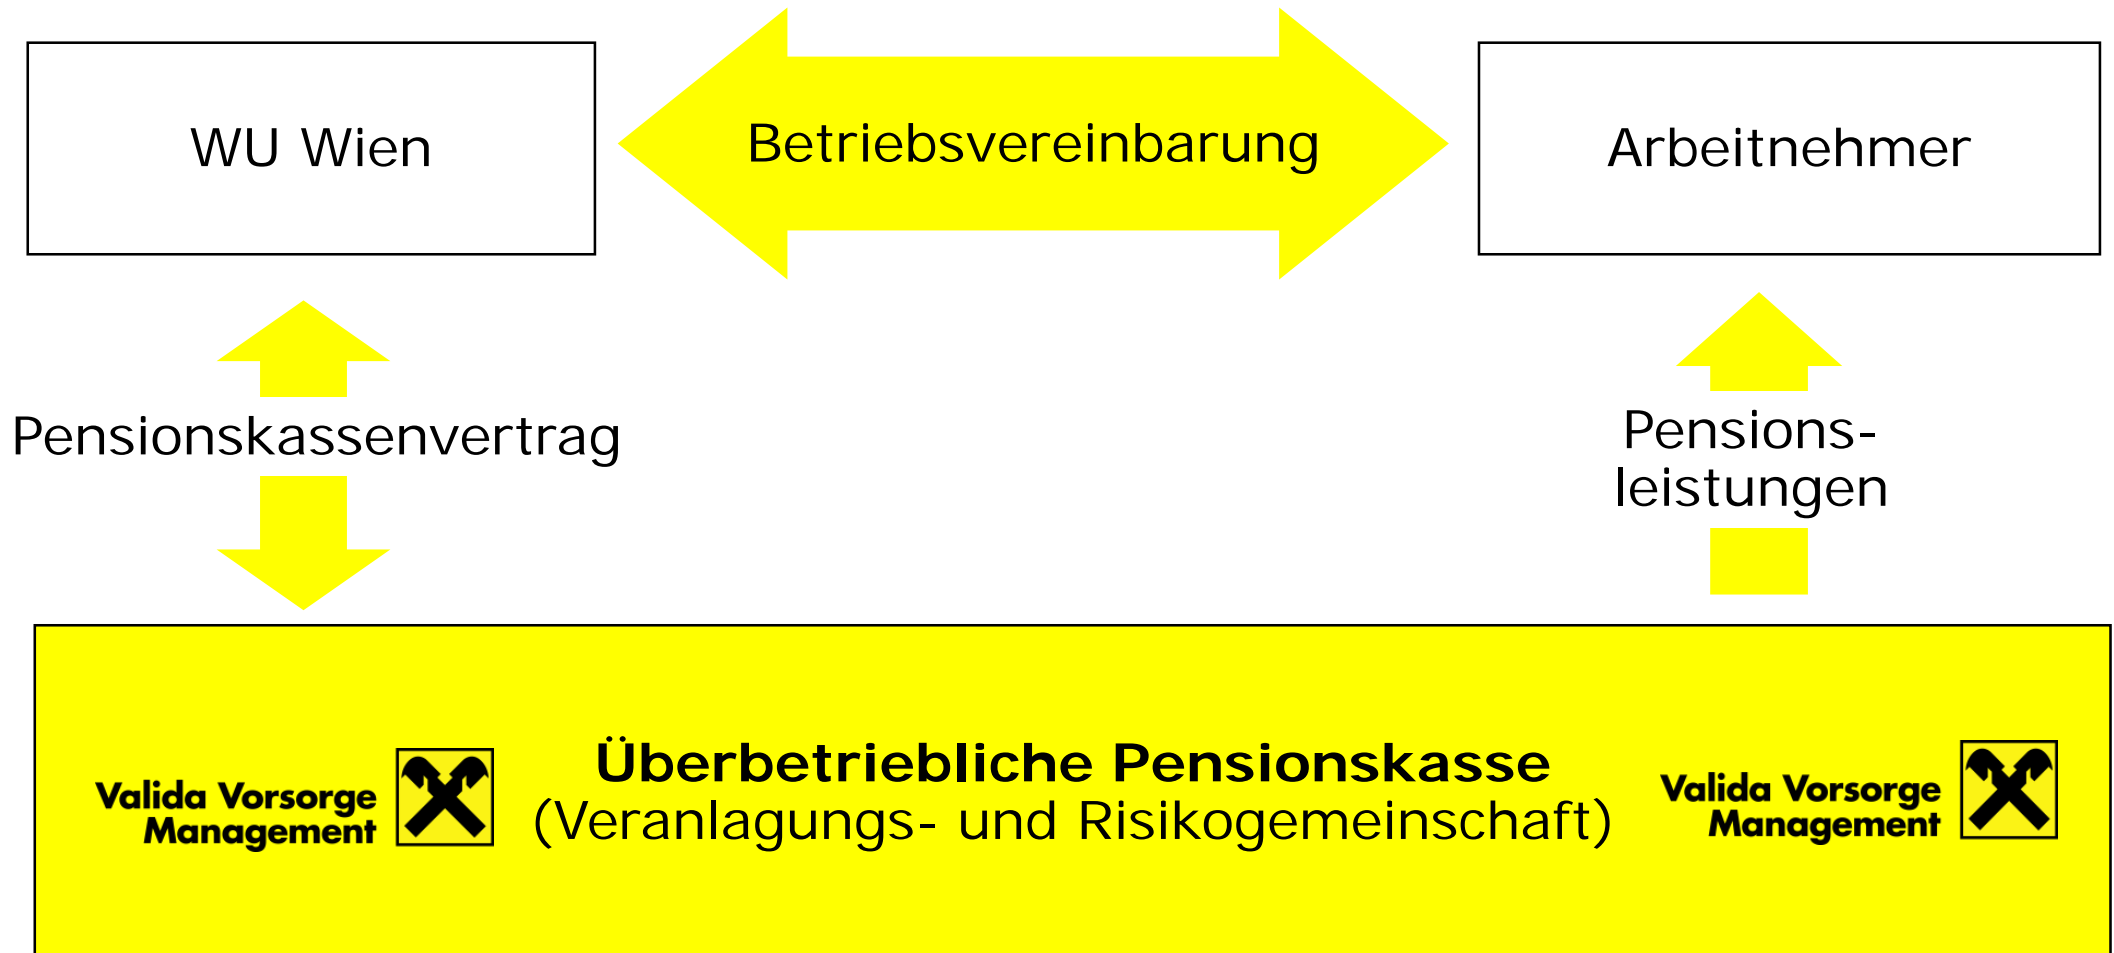 WU Wien
Betriebsvereinbarung
Arbeitnehmer
Pensionskassenvertrag
Pensions-
leistungen
Valida Vorsorge
Management
Überbetriebliche Pensionskasse
(Veranlagungs- und Risikogemeinschaft)
Valida Vorsorge
Management